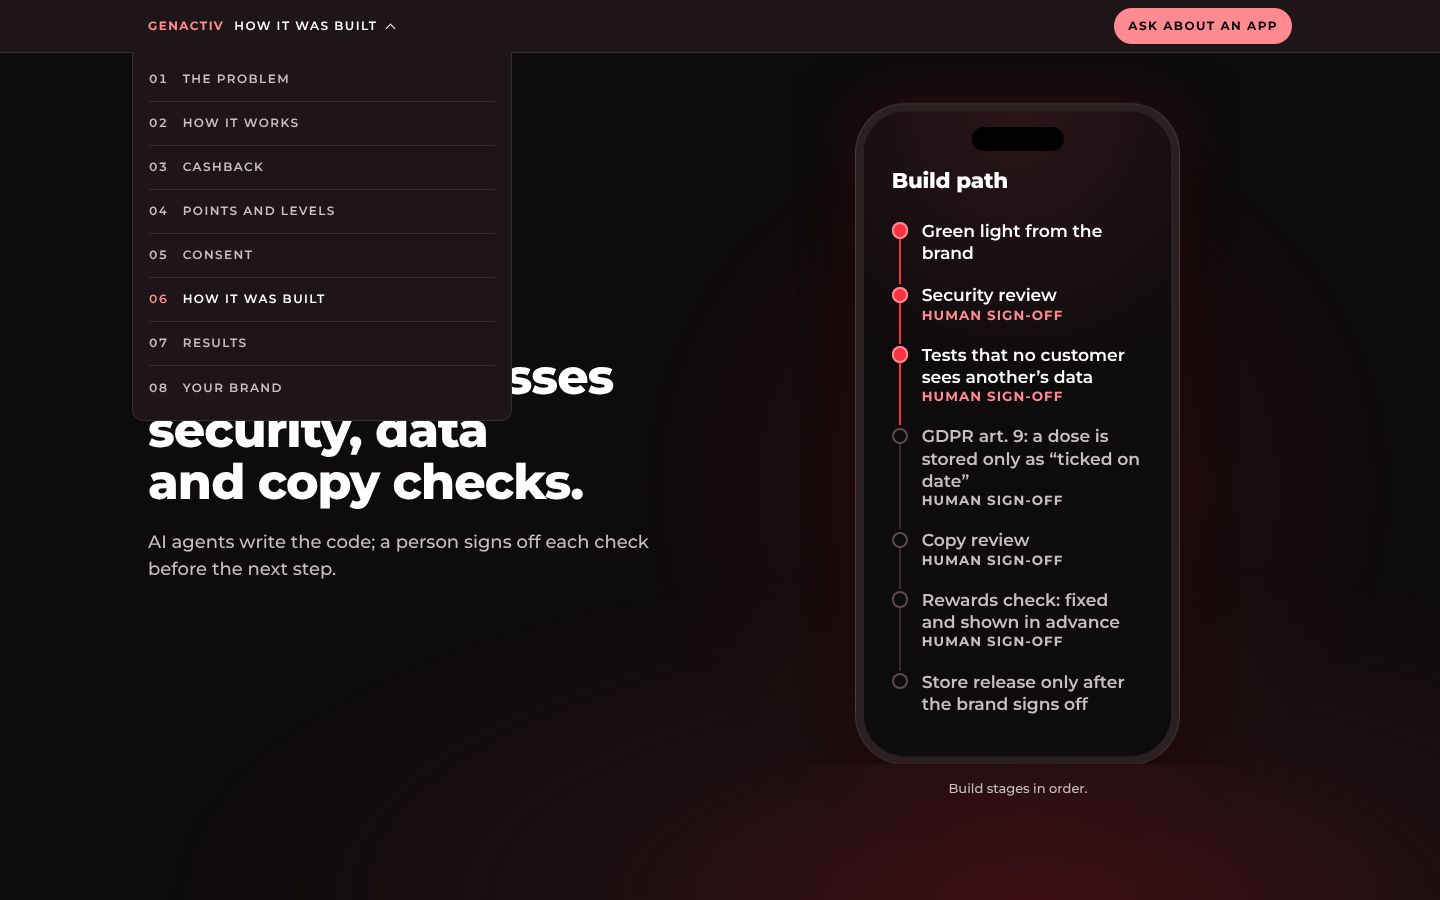 GENACTIV HOW IT WAS BUILT
ASK ABOUT AN APP
01 THE PROBLEM
02 HOW IT WORKS
03 CASHBACK
04 POINTS AND LEVELS
05 CONSENT
06 HOW IT WAS BUILT
07 RESULTS
08 YOUR BRAND
security, data
and copy checks.
AI agents write the code; a person signs off each check
before the next step.
Build path
Green light from the
brand
Security review
HUMAN SIGN-OFF
Tests that no customer
sees another’s data
HUMAN SIGN-OFF
GDPR art. 9: a dose is
stored only as “ticked on
date”
HUMAN SIGN-OFF
Copy review
HUMAN SIGN-OFF
Rewards check: fixed
and shown in advance
HUMAN SIGN-OFF
Store release only after
the brand signs off
Build stages in order.